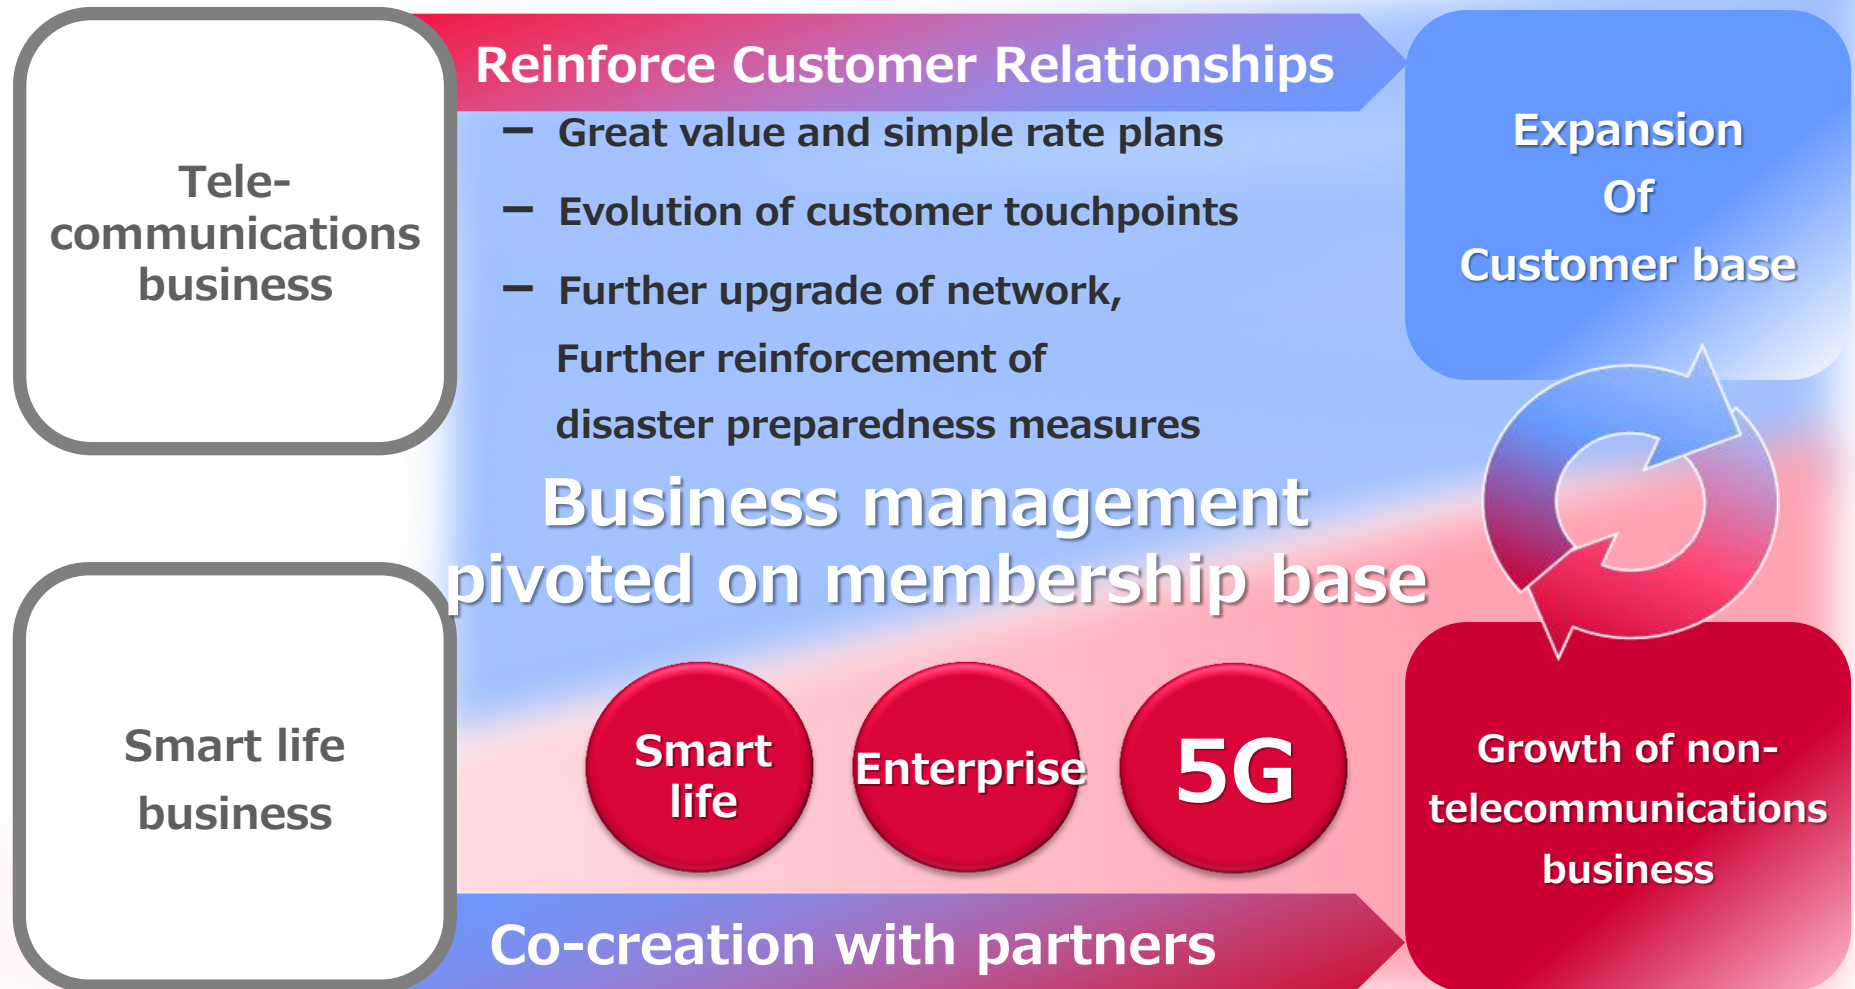 Tele-
communications
business
Reinforce Customer Relationships
− Great value and simple rate plans
− Evolution of customer touchpoints
− Further upgrade of network,
Further reinforcement of
disaster preparedness measures
Expansion
Of
Customer base
Business management
pivoted on membership base
Smart life
business
Smart
life
Enterprise
5G
Growth of non-
telecommunications
business
Co-creation with partners